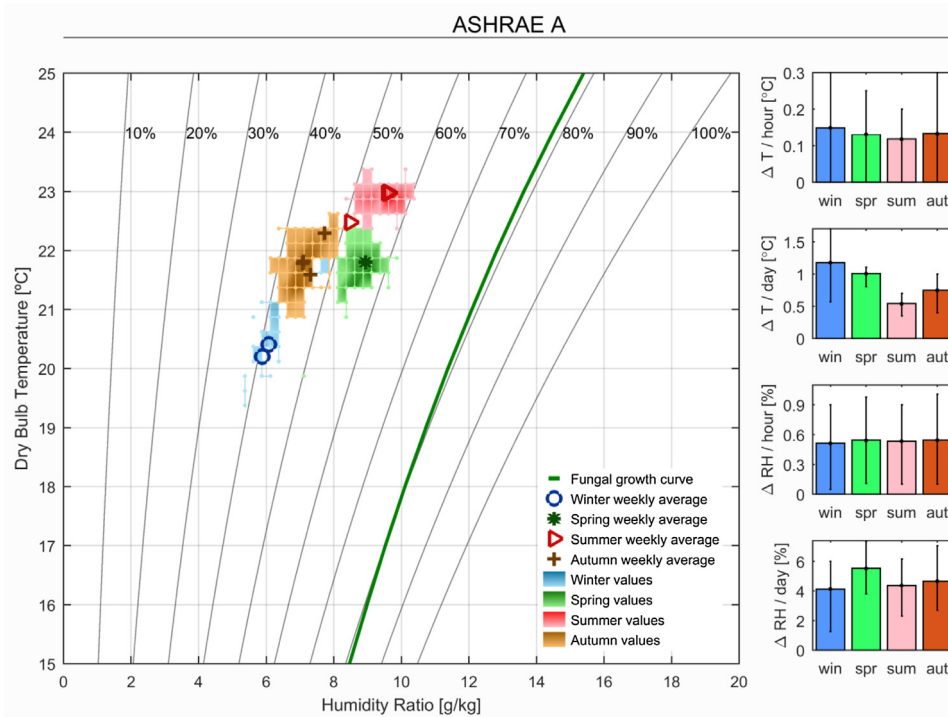 ASHRAE A
25
24
23
22
21
20
19
18
17
16
15
Dry Bulb Temperature [ºC]
10% 20% 30% 40% 50% 60% 70% 80% 90% 100%
Fungal growth curve
Winter weekly average
Spring weekly average
Summer weekly average
Autumn weekly average
Winter values
Spring values
Summer values
Autumn values
0 2 4 6 8 10 12 14 16 18 20
Humidity Ratio [g/kg]
Δ T / hour [°C]
0.3
0.2
0.1
0
win spr sum aut
Δ T / day [°C]
1.5
1
0.5
0
win spr sum aut
Δ RH / hour [%]
0.9
0.6
0.3
0
win spr sum aut
Δ RH / day [%]
6
4
2
0
win spr sum aut